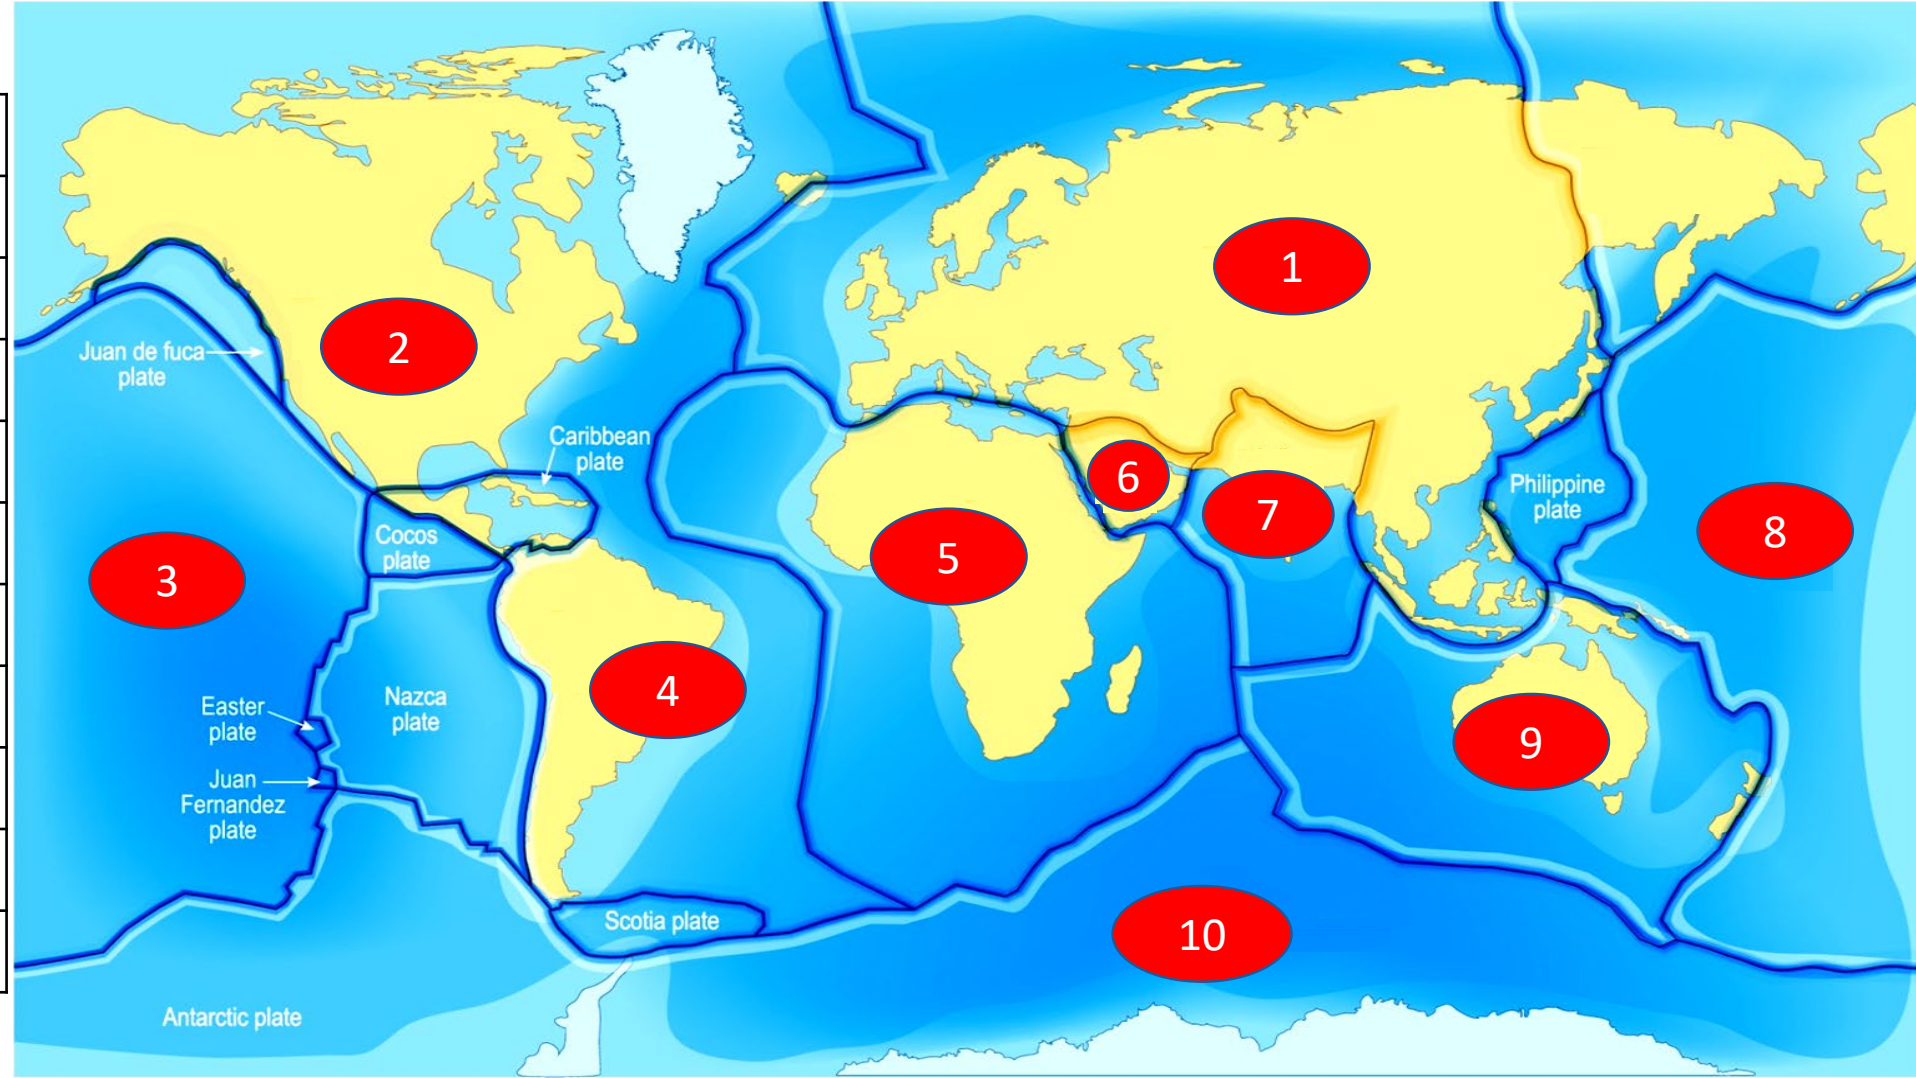 1
2
Juan de fuca
plate
Caribbean
plate
6
Philippine
plate
7
8
Cocos
plate
5
3
4
Nazca
plate
Easter
plate
9
Juan
Fernandez
plate
Scotia plate
10
Antarctic plate